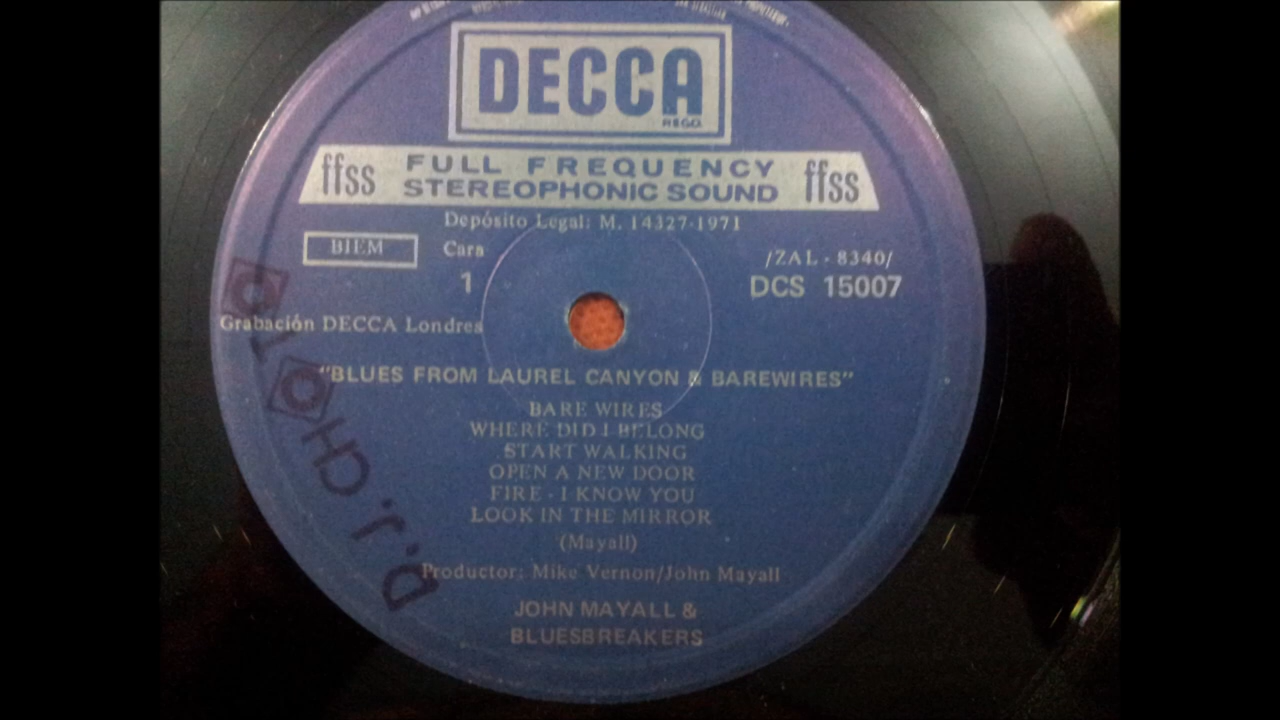 DECCA
REGD.
ffss FULL FREQUENCY STEREOPHONIC SOUND ffss
Depósito Legal: M. 14327-1971
BIEM
Cara
1
/ZAL - 8340/
DCS 15007
Grabación DECCA Londres
"BLUES FROM LAUREL CANYON & BAREWIRES"
BARE WIRES
WHERE DID I BELONG
START WALKING
OPEN A NEW DOOR
FIRE - I KNOW YOU
LOOK IN THE MIRROR
(Mayall)
Productor: Mike Vernon/John Mayall
JOHN MAYALL &
BLUESBREAKERS
D.J. CHOTO